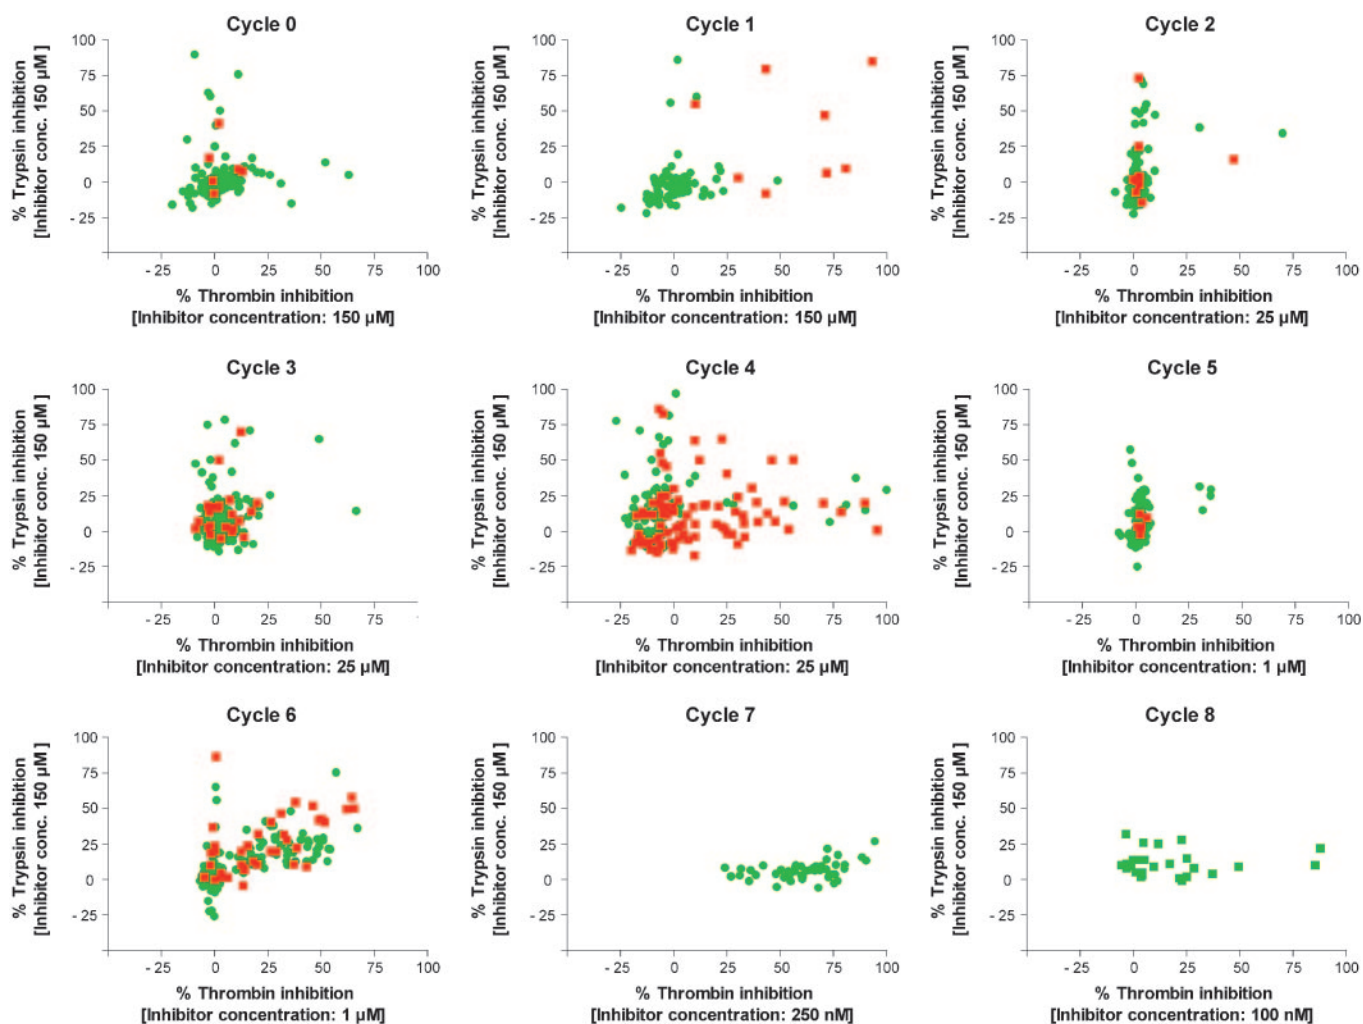 Cycle 0
% Trypsin inhibition
[Inhibitor conc. 150 µM]
100
75
50
25
0
- 25
- 25
0
25
50
75
100
% Thrombin inhibition
[Inhibitor concentration: 150 µM]
Cycle 1
% Trypsin inhibition
[Inhibitor conc. 150 µM]
100
75
50
25
0
- 25
- 25
0
25
50
75
100
% Thrombin inhibition
[Inhibitor concentration: 150 µM]
Cycle 2
% Trypsin inhibition
[Inhibitor conc. 150 µM]
100
75
50
25
0
- 25
- 25
0
25
50
75
100
% Thrombin inhibition
[Inhibitor concentration: 25 µM]
Cycle 3
% Trypsin inhibition
[Inhibitor conc. 150 µM]
100
75
50
25
0
- 25
- 25
0
25
50
75
% Thrombin inhibition
[Inhibitor concentration: 25 µM]
Cycle 4
% Trypsin inhibition
[Inhibitor conc. 150 µM]
100
75
50
25
0
- 25
- 25
0
25
50
75
100
% Thrombin inhibition
[Inhibitor concentration: 25 µM]
Cycle 5
% Trypsin inhibition
[Inhibitor conc. 150 µM]
100
75
50
25
0
- 25
- 25
0
25
50
75
100
% Thrombin inhibition
[Inhibitor concentration: 1 µM]
Cycle 6
% Trypsin inhibition
[Inhibitor conc. 150 µM]
100
75
50
25
0
- 25
- 25
0
25
50
75
100
% Thrombin inhibition
[Inhibitor concentration: 1 µM]
Cycle 7
% Trypsin inhibition
[Inhibitor conc. 150 µM]
100
75
50
25
0
- 25
- 25
0
25
50
75
100
% Thrombin inhibition
[Inhibitor concentration: 250 nM]
Cycle 8
% Trypsin inhibition
[Inhibitor conc. 150 µM]
100
75
50
25
0
- 25
- 25
0
25
50
75
100
% Thrombin inhibition
[Inhibitor concentration: 100 nM]